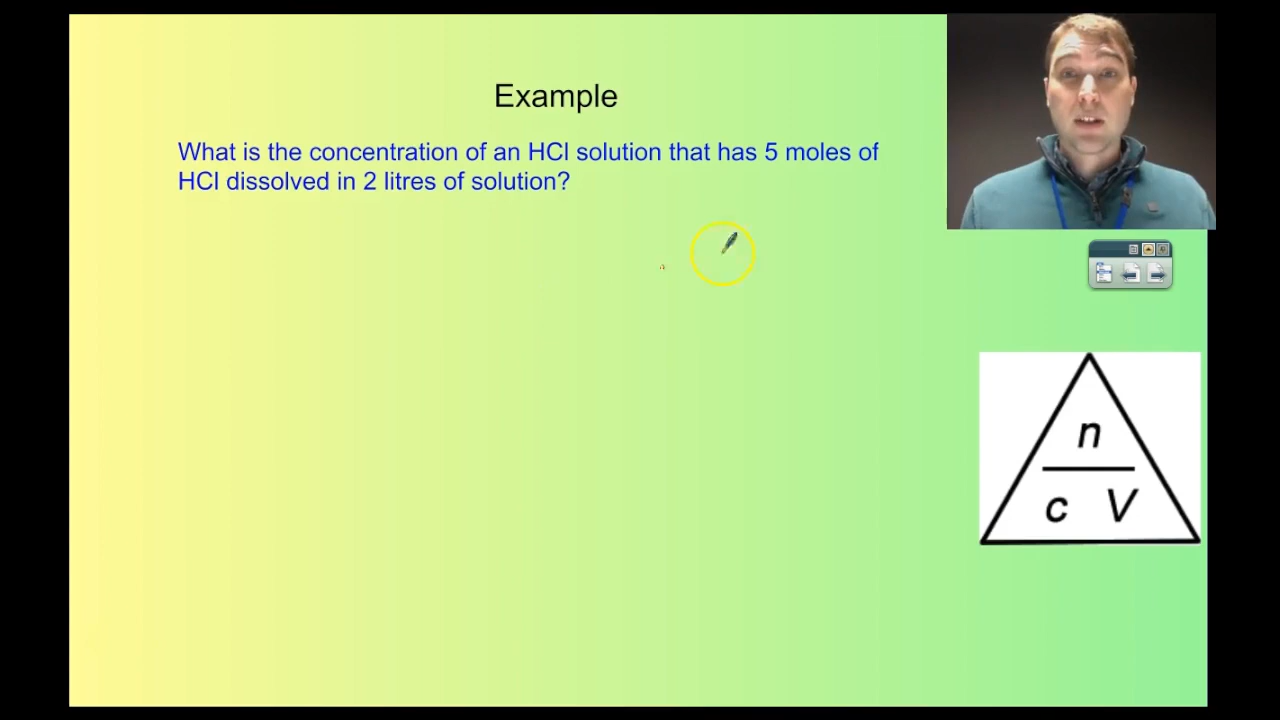 Example
What is the concentration of an HCl solution that has 5 moles of
HCl dissolved in 2 litres of solution?
n
c V